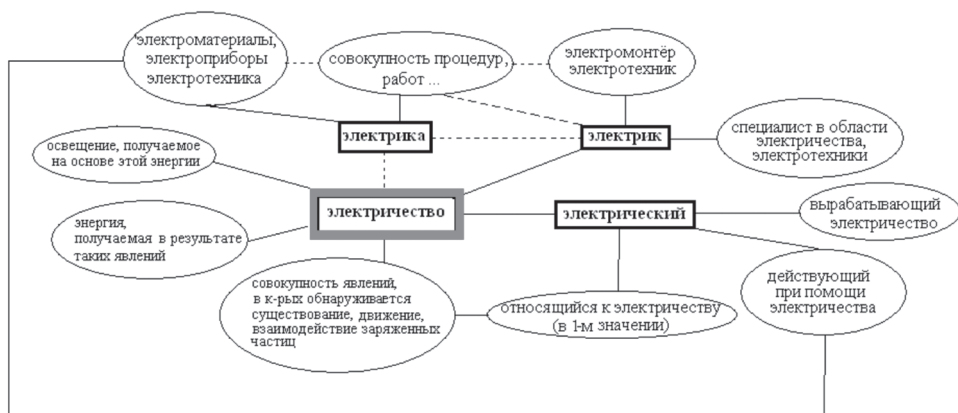 'электроматериалы,
электроприборы
электротехника
совокупность процедур,
работ ...
электромонтёр
электротехник
электрика
электрик
специалист в области
электричества,
электротехники
освещение, получаемое
на основе этой энергии
электричество
электрический
вырабатывающий
электричество
энергия,
получаемая в результате
таких явлений
совокупность явлений,
в к-рых обнаруживается
существование, движение,
взаимодействие заряженных
частиц
относящийся к электричеству
(в 1-м значении)
действующий
при помощи
электричества